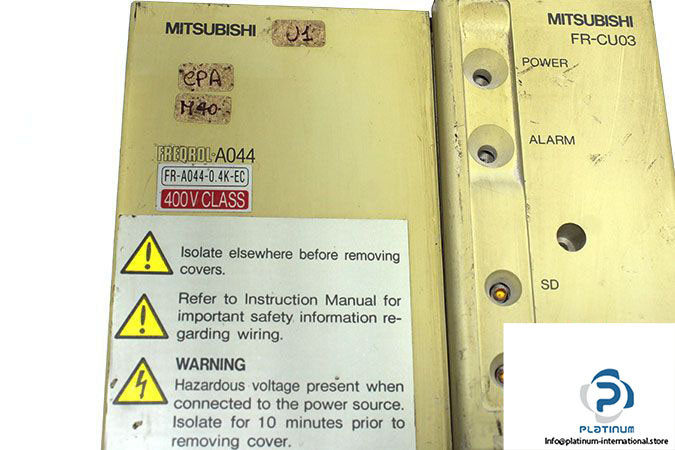 MITSUBISHI
U1
CPA
M40
FREQROL-A044
FR-A044-0.4K-EC
400V CLASS
Isolate elsewhere before removing
covers.
Refer to Instruction Manual for
important safety information re-
garding wiring.
WARNING
Hazardous voltage present when
connected to the power source.
Isolate for 10 minutes prior to
removing cover.
MITSUBISHI
FR-CU03
POWER
ALARM
SD
PLATINUM
info@platinum-international.store